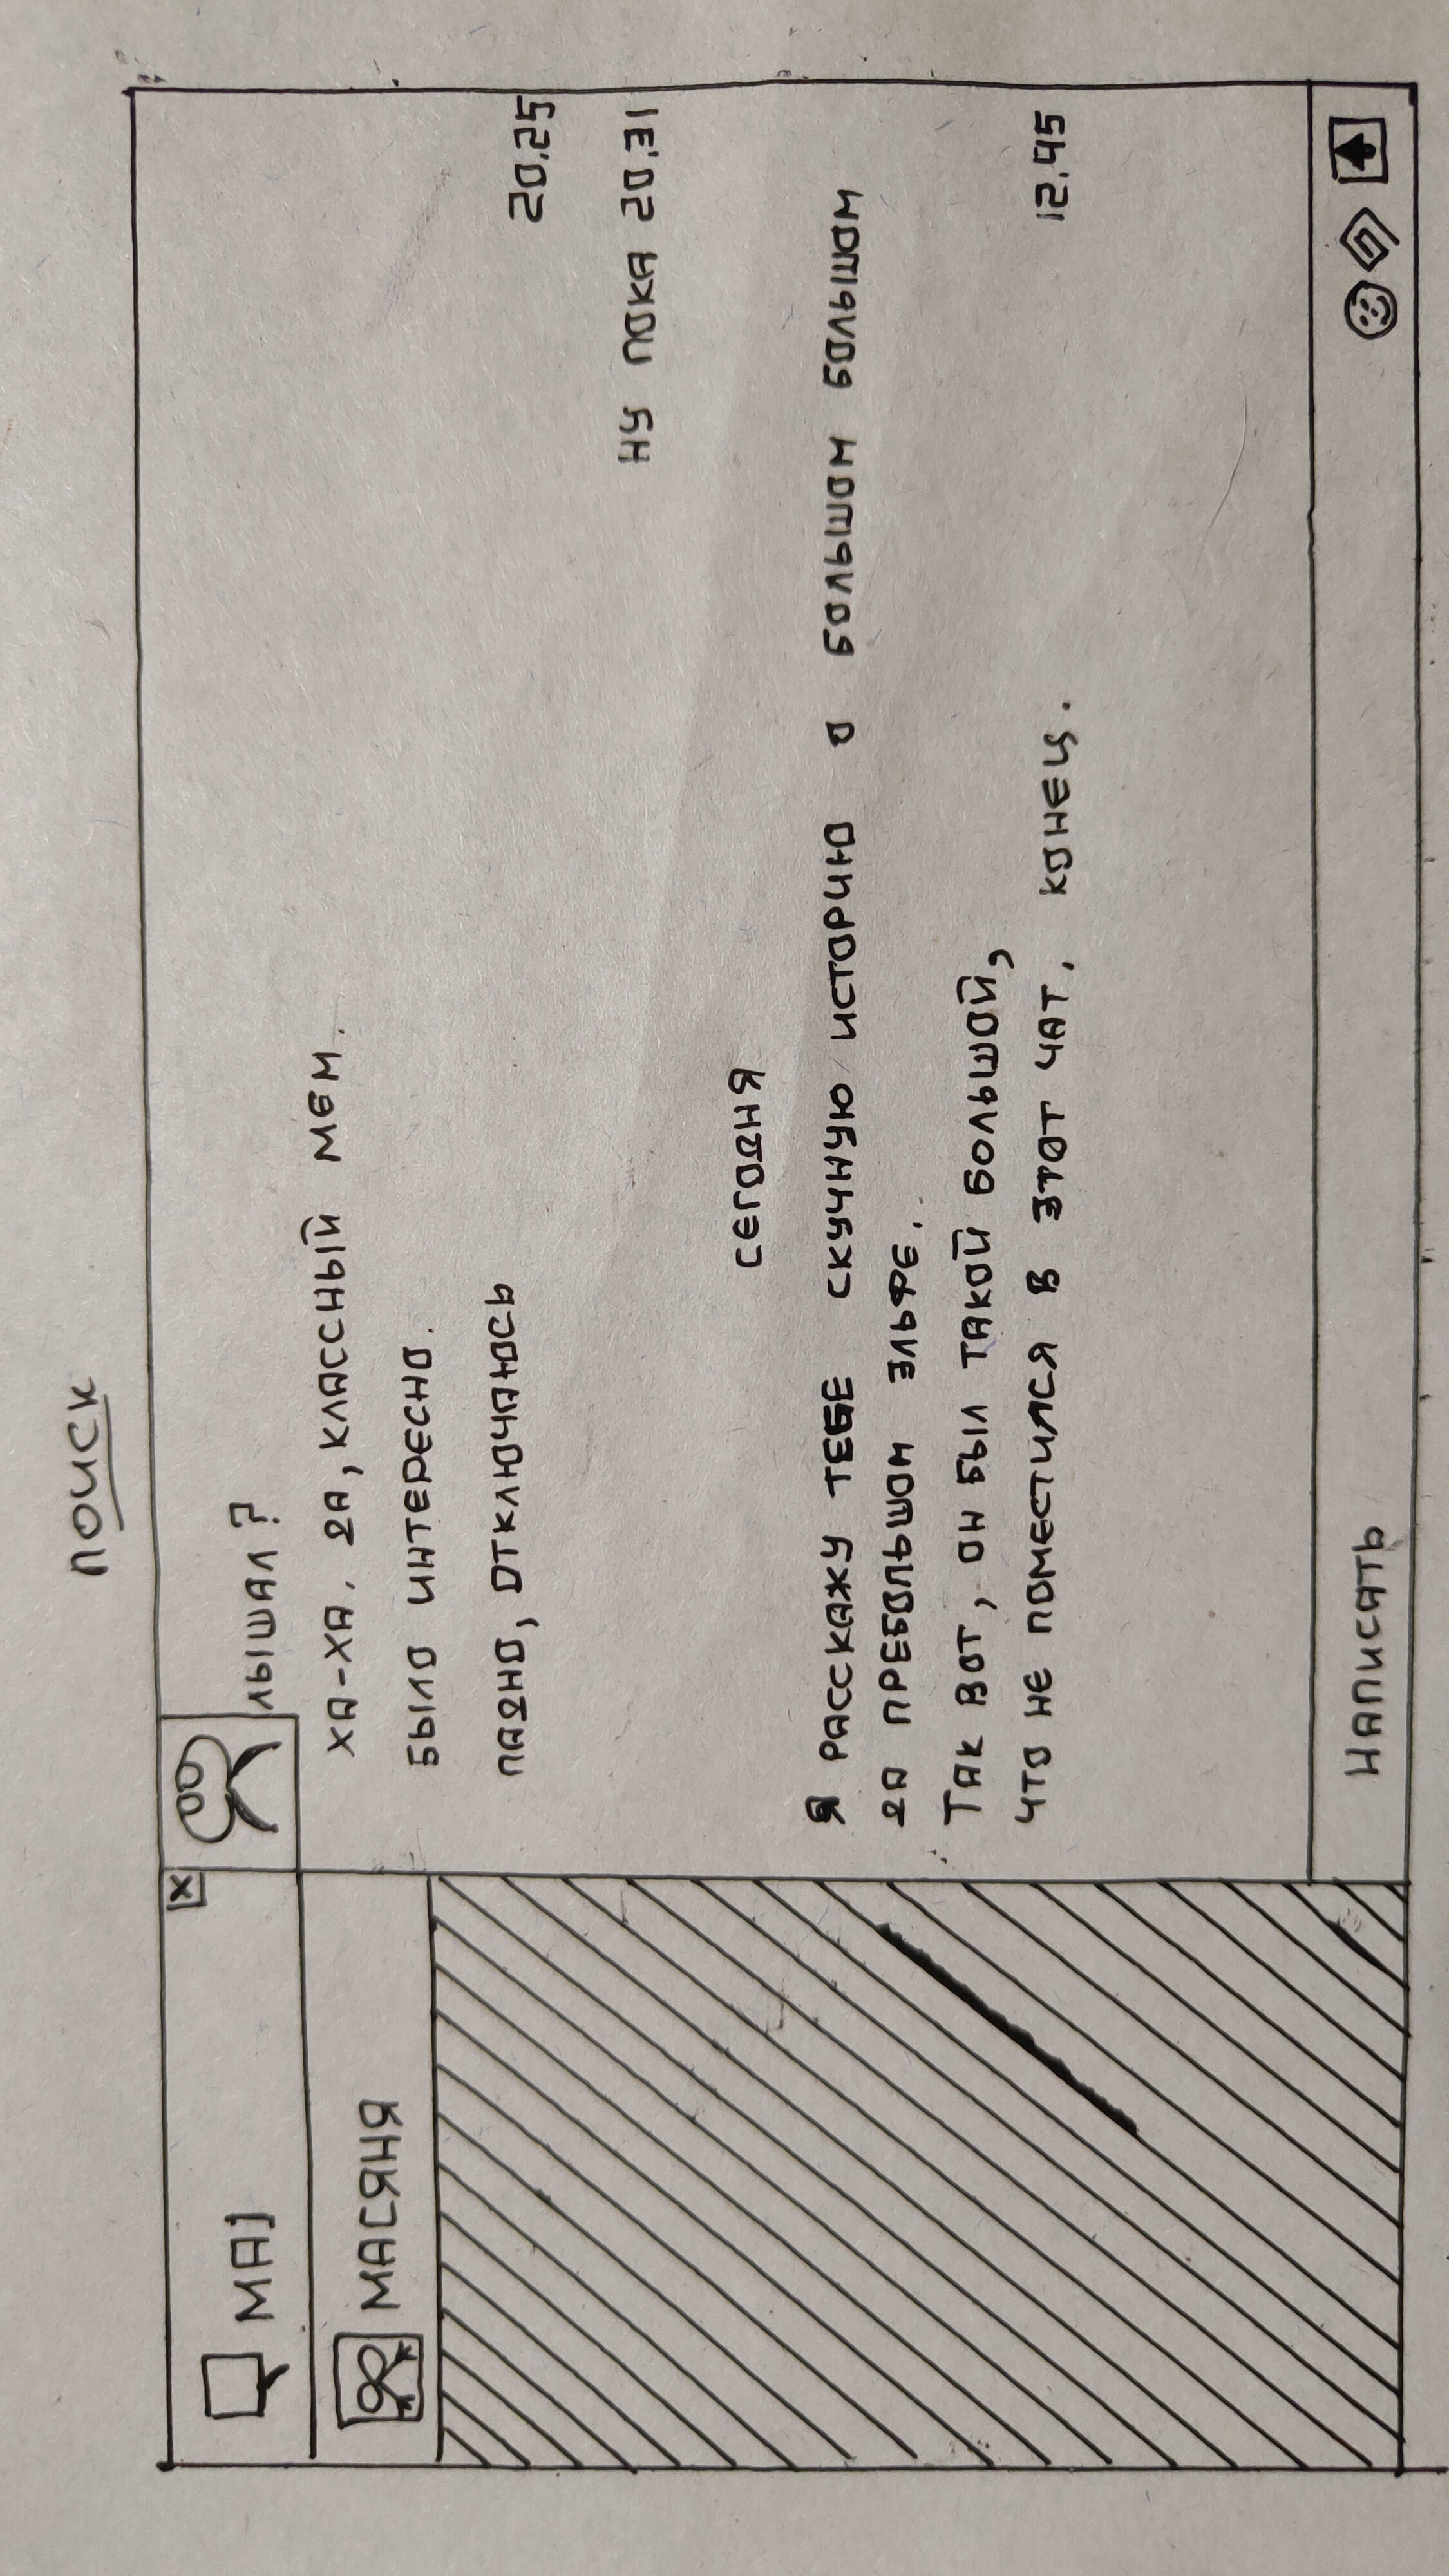 ПОИСК
МАJ
ЛЫШАЛ?
ХА-ХА. ДА, КЛАССНЫЙ МЕМ.
МАСЯНЯ
БЫЛО ИНТЕРЕСНО.
ЛАДНО, ОТКЛЮЧАЮСЬ
20.25
НУ ПОКА 20.31
СЕГОДНЯ
Я РАССКАЖУ ТЕБЕ СКУЧНУЮ ИСТОРИЮ О БОЛЬШОМ БОЛЬШОМ
ДА ПРЕБОЛЬШОМ ЭЛЬФЕ.
ТАК ВОТ, ОН БЫЛ ТАКОЙ БОЛЬШОЙ,
ЧТО НЕ ПОМЕСТИЛСЯ В ЭТОТ ЧАТ. КОНЕЦ. 12.45
НАПИСАТЬ